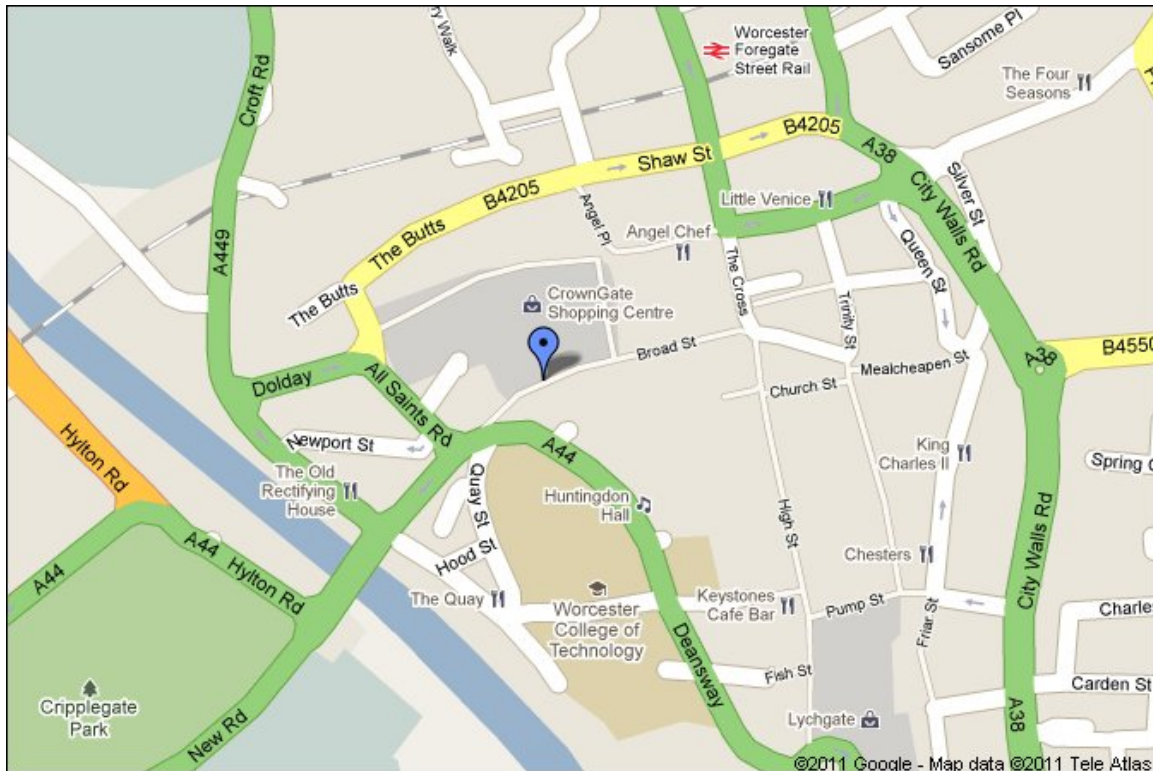 Worcester
Foregate
Street Rail
Sansome Pl
The Four
Seasons
Croft Rd
Walk
B4205
Shaw St
A38
B4205
Little Venice
City Walls Rd
Silver St
Angel Pl
Angel Chef
Queen St
A449
The Butts
The Butts
CrownGate
Shopping Centre
The Cross
Trinity St
Broad St
Mealcheapen St
A38
B4550
Dolday
All Saints Rd
Church St
Newport St
A44
King
Charles II
Spring
Hylton Rd
The Old
Rectifying
House
Quay St
Huntingdon
Hall
High St
City Walls Rd
A44
A44
Hylton Rd
Hood St
Chesters
The Quay
Worcester
College of
Technology
Keystones
Cafe Bar
Pump St
Friar St
Charles
Deansway
Fish St
Carden St
Cripplegate
Park
New Rd
Lychgate
A38
©2011 Google - Map data ©2011 Tele Atlas